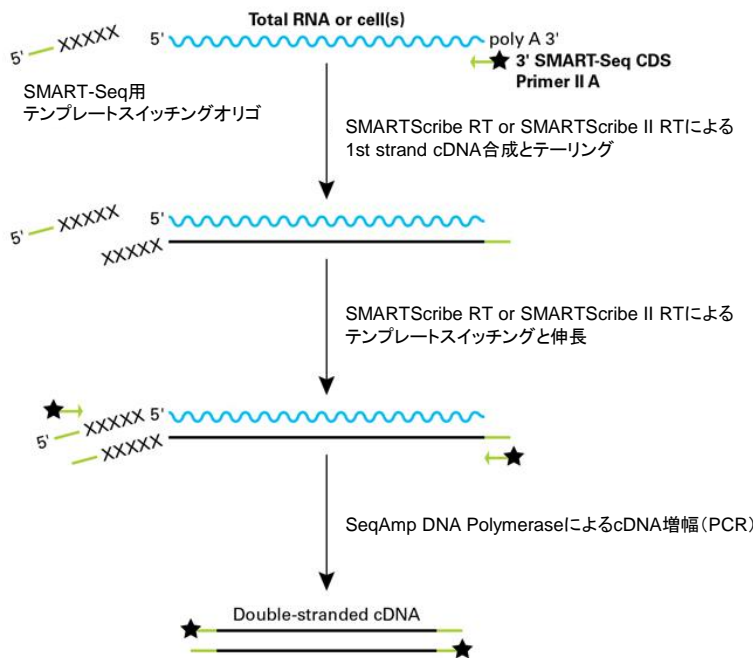 Total RNA or cell(s)
5' XXXXX
5'
poly A 3'
3' SMART-Seq CDS
Primer II A
SMART-Seq用
テンプレートスイッチングオリゴ
SMARTScribe RT or SMARTScribe II RTによる
1st strand cDNA合成とテーリング
5' XXXXX
5'
XXXXX
SMARTScribe RT or SMARTScribe II RTによる
テンプレートスイッチングと伸長
5' XXXXX
5'
XXXXX
SeqAmp DNA PolymeraseによるcDNA増幅（PCR）
Double-stranded cDNA